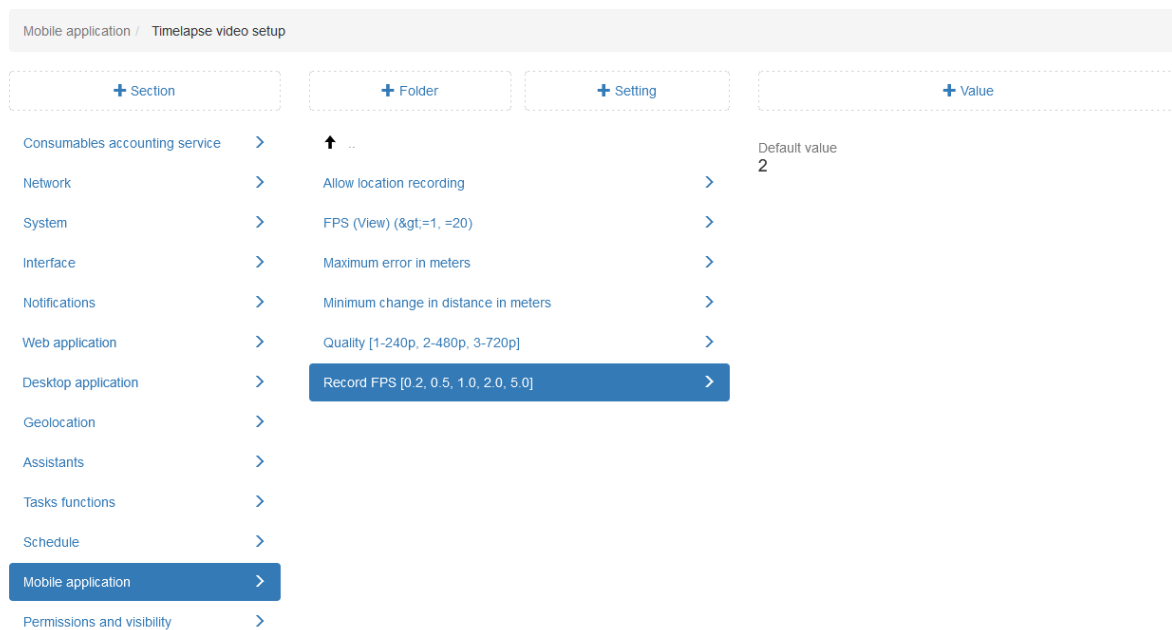 Mobile application / Timelapse video setup
+ Section
+ Folder
+ Setting
+ Value
Consumables accounting service
Network
System
Interface
Notifications
Web application
Desktop application
Geolocation
Assistants
Tasks functions
Schedule
Mobile application
Permissions and visibility
..
Allow location recording
FPS (View) (&gt;=1, =20)
Maximum error in meters
Minimum change in distance in meters
Quality [1-240p, 2-480p, 3-720p]
Record FPS [0.2, 0.5, 1.0, 2.0, 5.0]
Default value
2